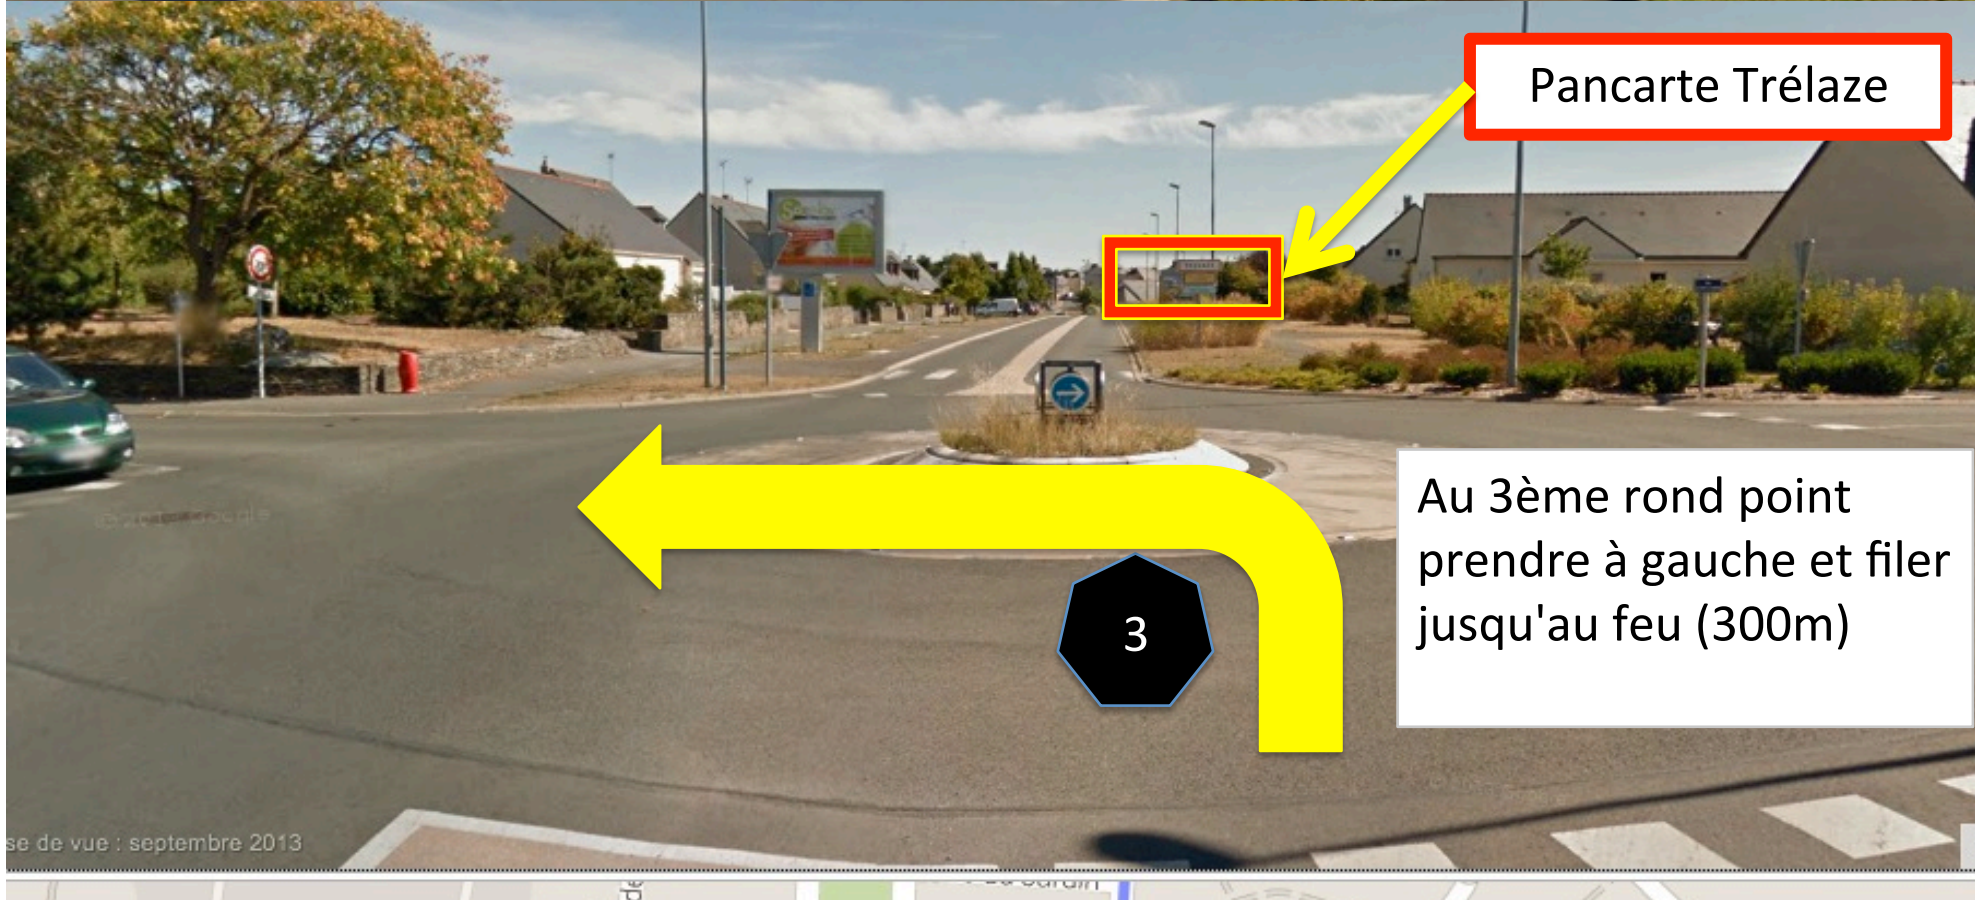 Pancarte Trélaze
Au 3ème rond point
prendre à gauche et filer
jusqu'au feu (300m)
3
se de vue : septembre 2013